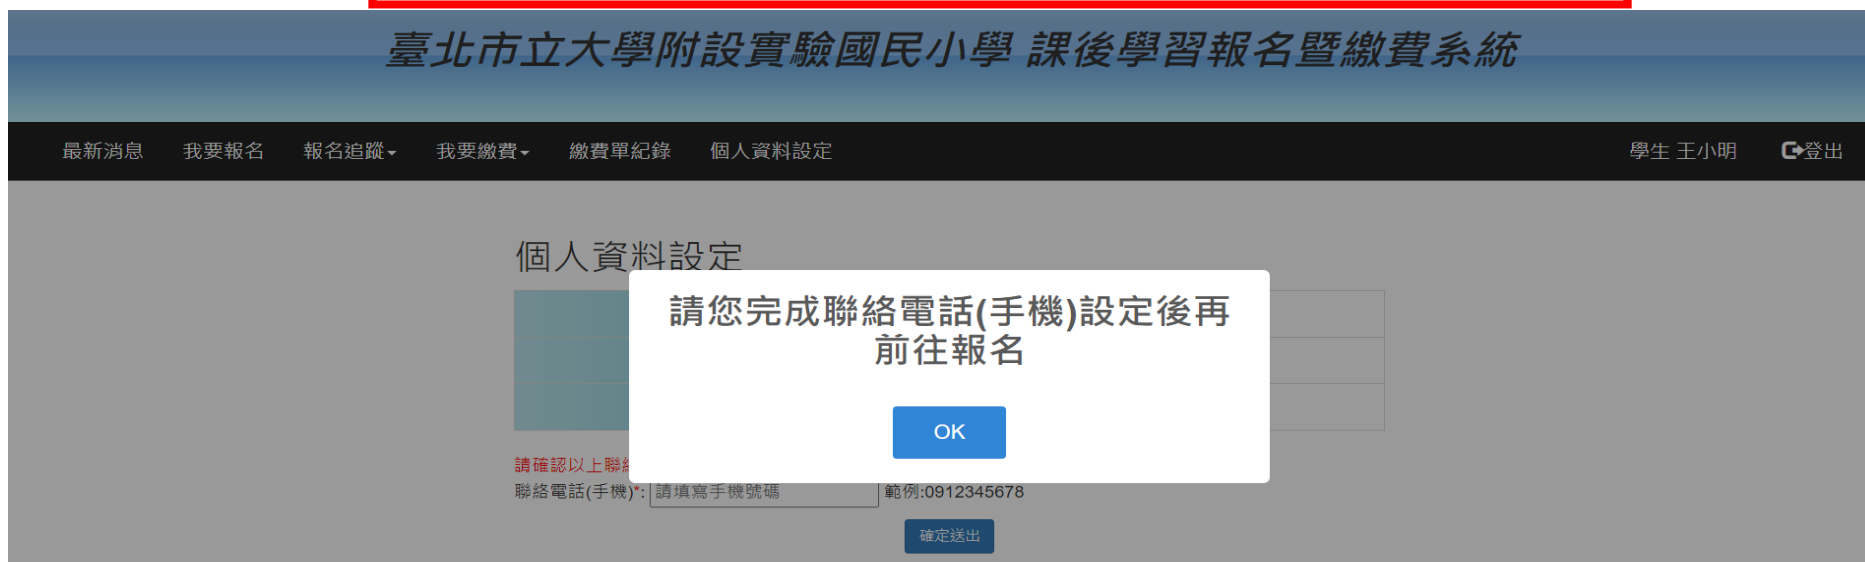 臺北市立大學附設實驗國民小學 課後學習報名暨繳費系統
最新消息 我要報名 報名追蹤 我要繳費 繳費單紀錄 個人資料設定 學生 王小明 登出
個人資料設定
請您完成聯絡電話(手機)設定後再
前往報名
OK
請確認以上聯絡
聯絡電話(手機)*: 請填寫手機號碼 範例:0912345678
確定送出